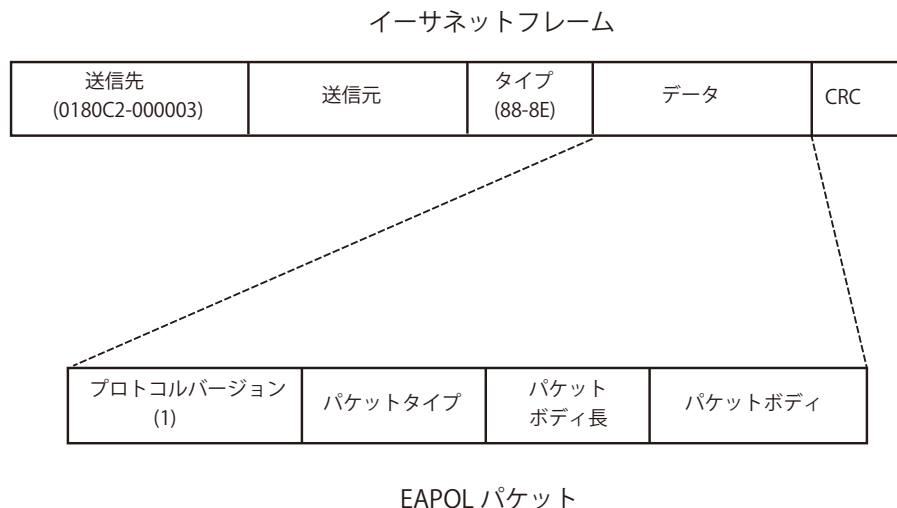 イーサネットフレーム
送信先
(0180C2-000003)
送信元
タイプ
(88-8E)
データ
CRC
プロトコルバージョン
(1)
パケットタイプ
パケット
ボディ長
パケットボディ
EAPOL パケット